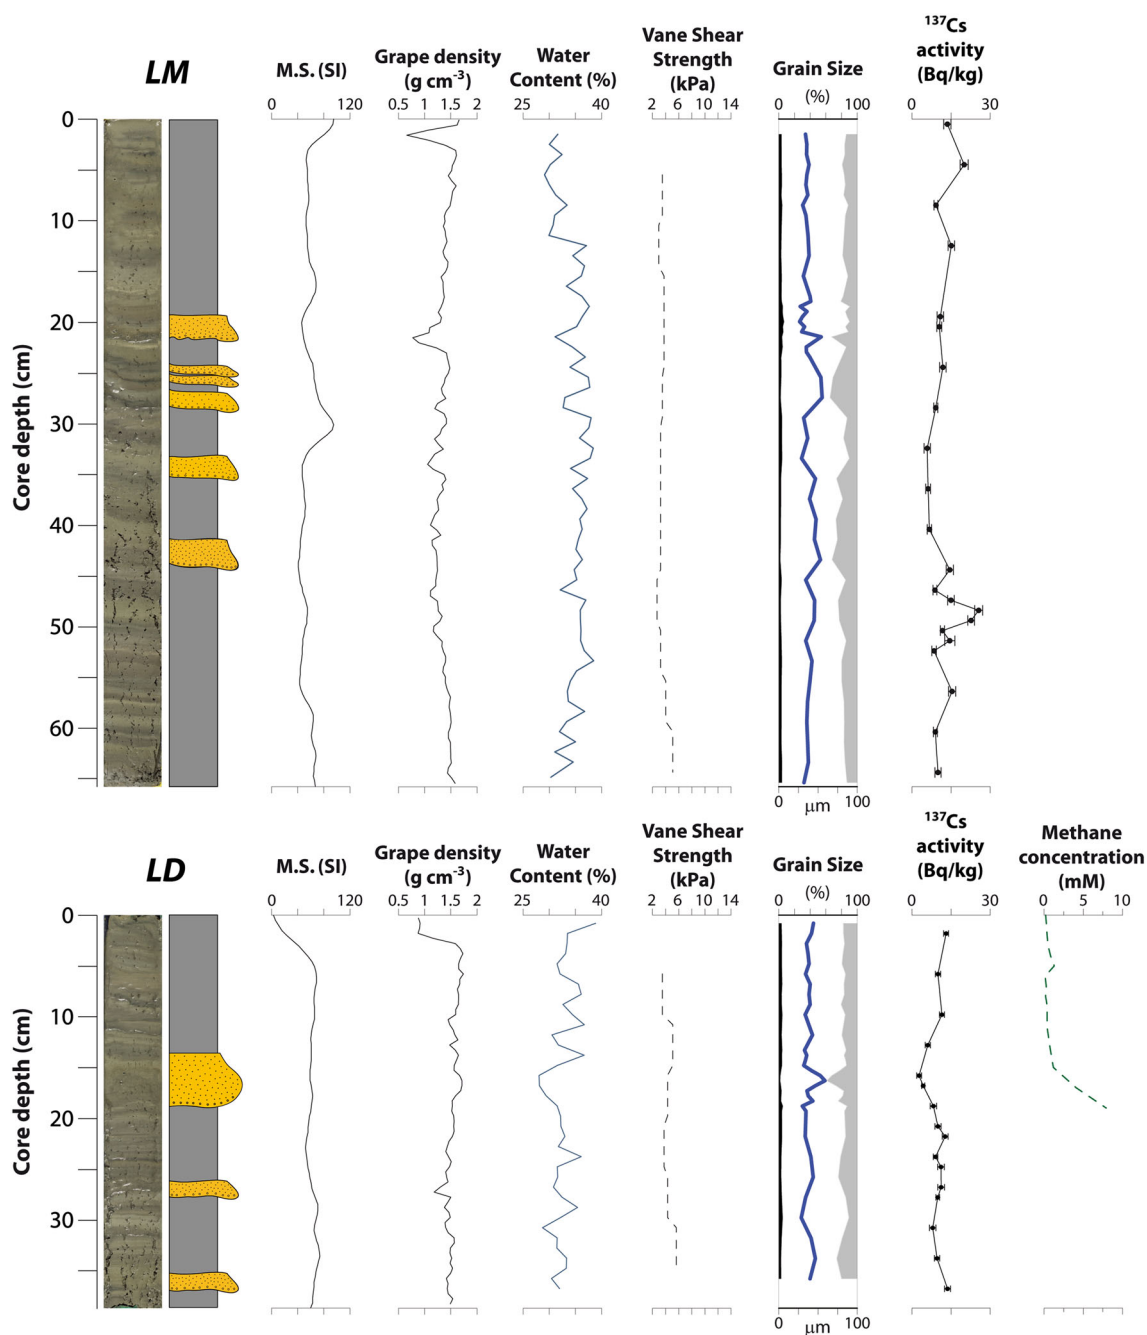 LM
M.S. (SI)
Grape density
(g cm-3)
Water
Content (%)
Vane Shear
Strength
(kPa)
Grain Size
(%)
137Cs
activity
(Bq/kg)
0 120
0.5 1 1.5 2
25 40
2 6 10 14
0 100
0 30
Core depth (cm)
0
10
20
30
40
50
60
0 100
μm
LD
M.S. (SI)
Grape density
(g cm-3)
Water
Content (%)
Vane Shear
Strength
(kPa)
Grain Size
(%)
137Cs
activity
(Bq/kg)
Methane
concentration
(mM)
0 120
0.5 1 1.5 2
25 40
2 6 10 14
0 100
0 30
0 5 10
Core depth (cm)
0
10
20
30
0 100
μm